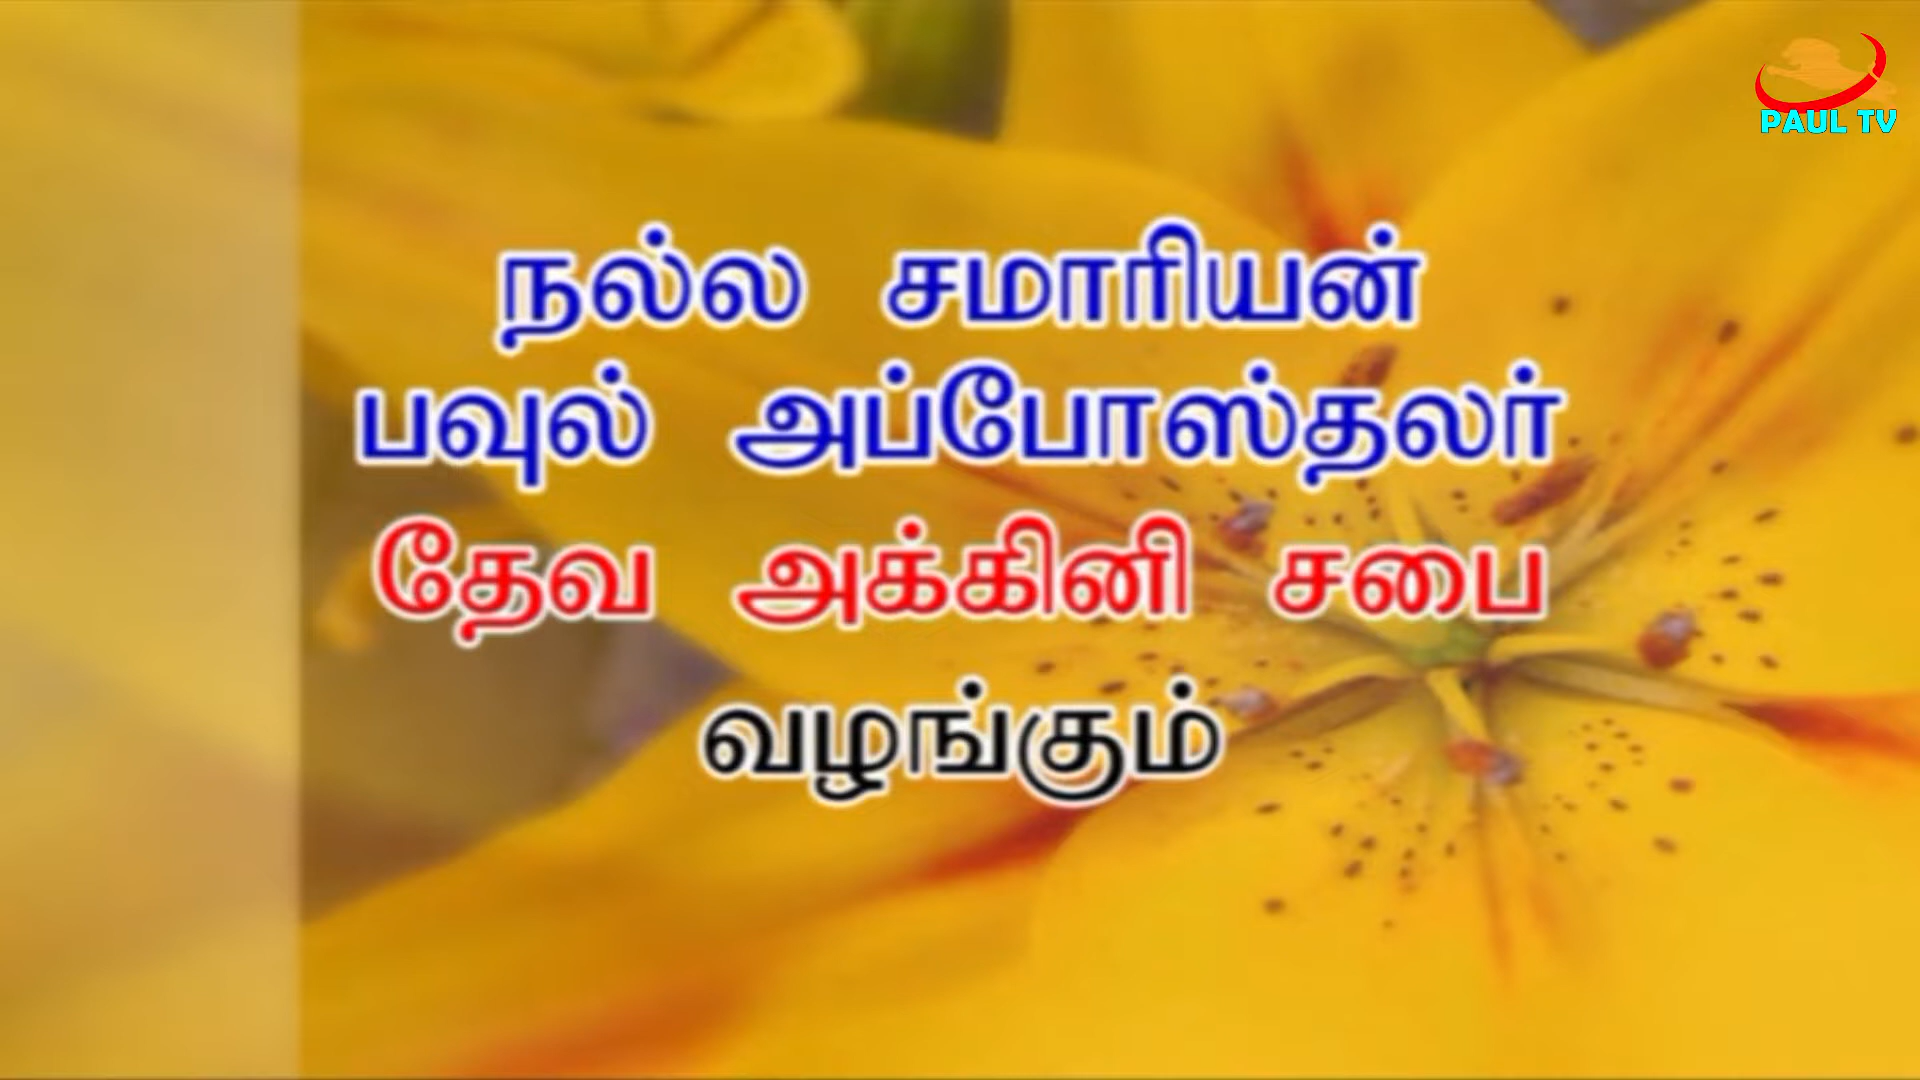 PAUL TV
நல்ல சமாரியன்
பவுல் அப்போஸ்தலர்
தேவ அக்கினி சபை
வழங்கும்